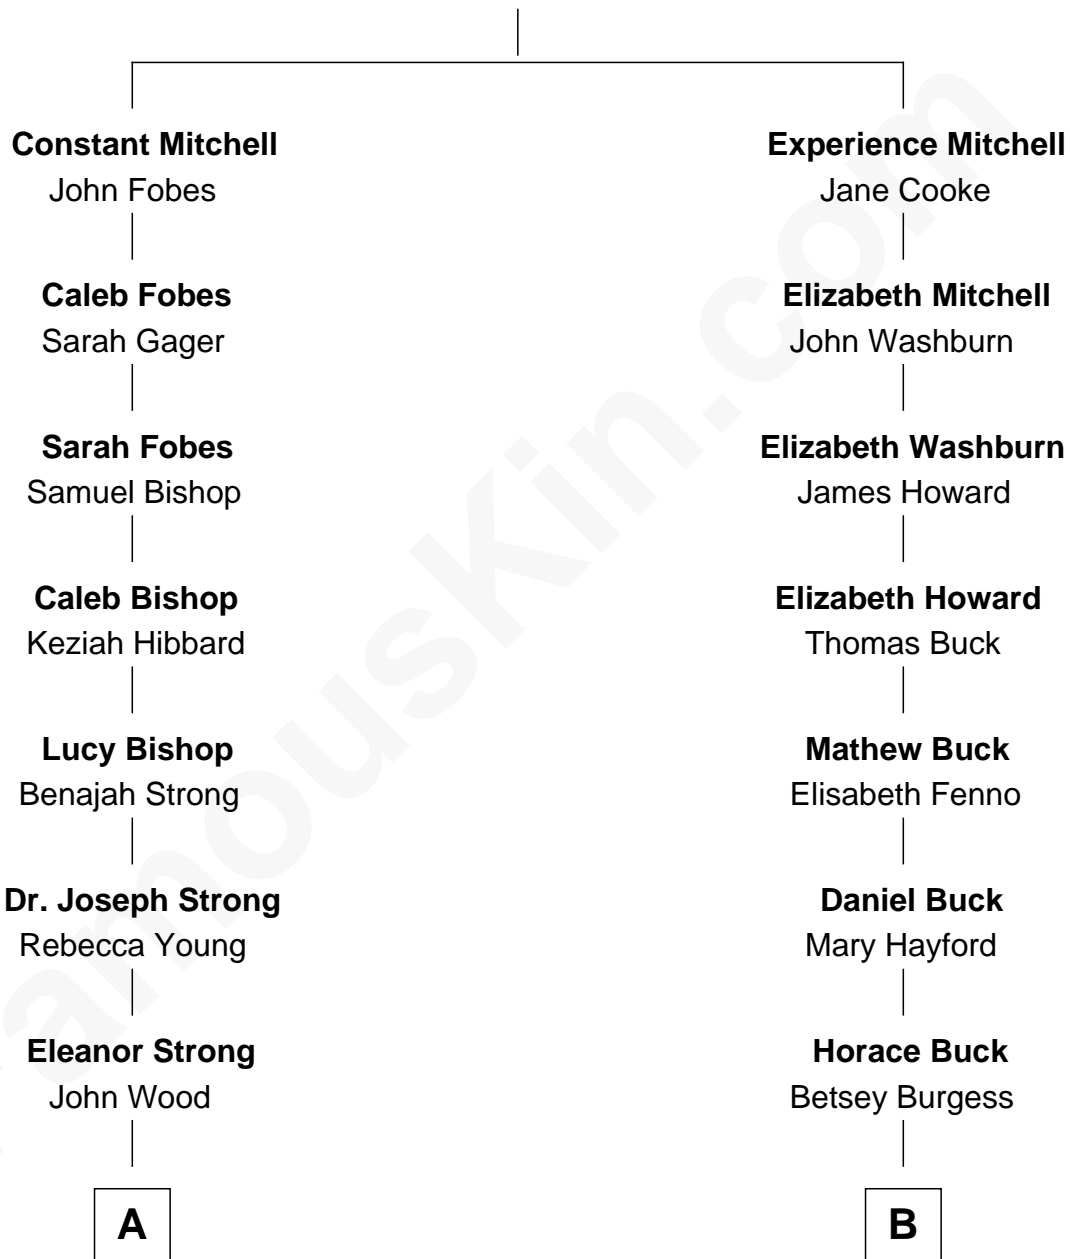 Constant Mitchell
John Fobes
Caleb Fobes
Sarah Gager
Sarah Fobes
Samuel Bishop
Caleb Bishop
Keziah Hibbard
Lucy Bishop
Benajah Strong
Dr. Joseph Strong
Rebecca Young
Eleanor Strong
John Wood
A
Experience Mitchell
Jane Cooke
Elizabeth Mitchell
John Washburn
Elizabeth Washburn
James Howard
Elizabeth Howard
Thomas Buck
Mathew Buck
Elisabeth Fenno
Daniel Buck
Mary Hayford
Horace Buck
Betsey Burgess
B
FamousKin.com